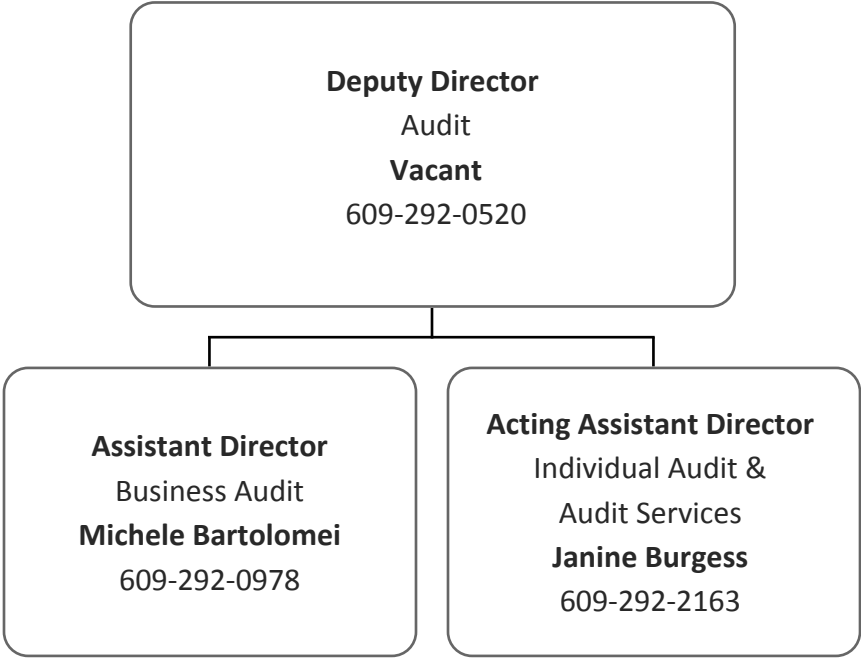 Deputy Director
Audit
Vacant
609-292-0520
Assistant Director
Business Audit
Michele Bartolomei
609-292-0978
Acting Assistant Director
Individual Audit &
Audit Services
Janine Burgess
609-292-2163